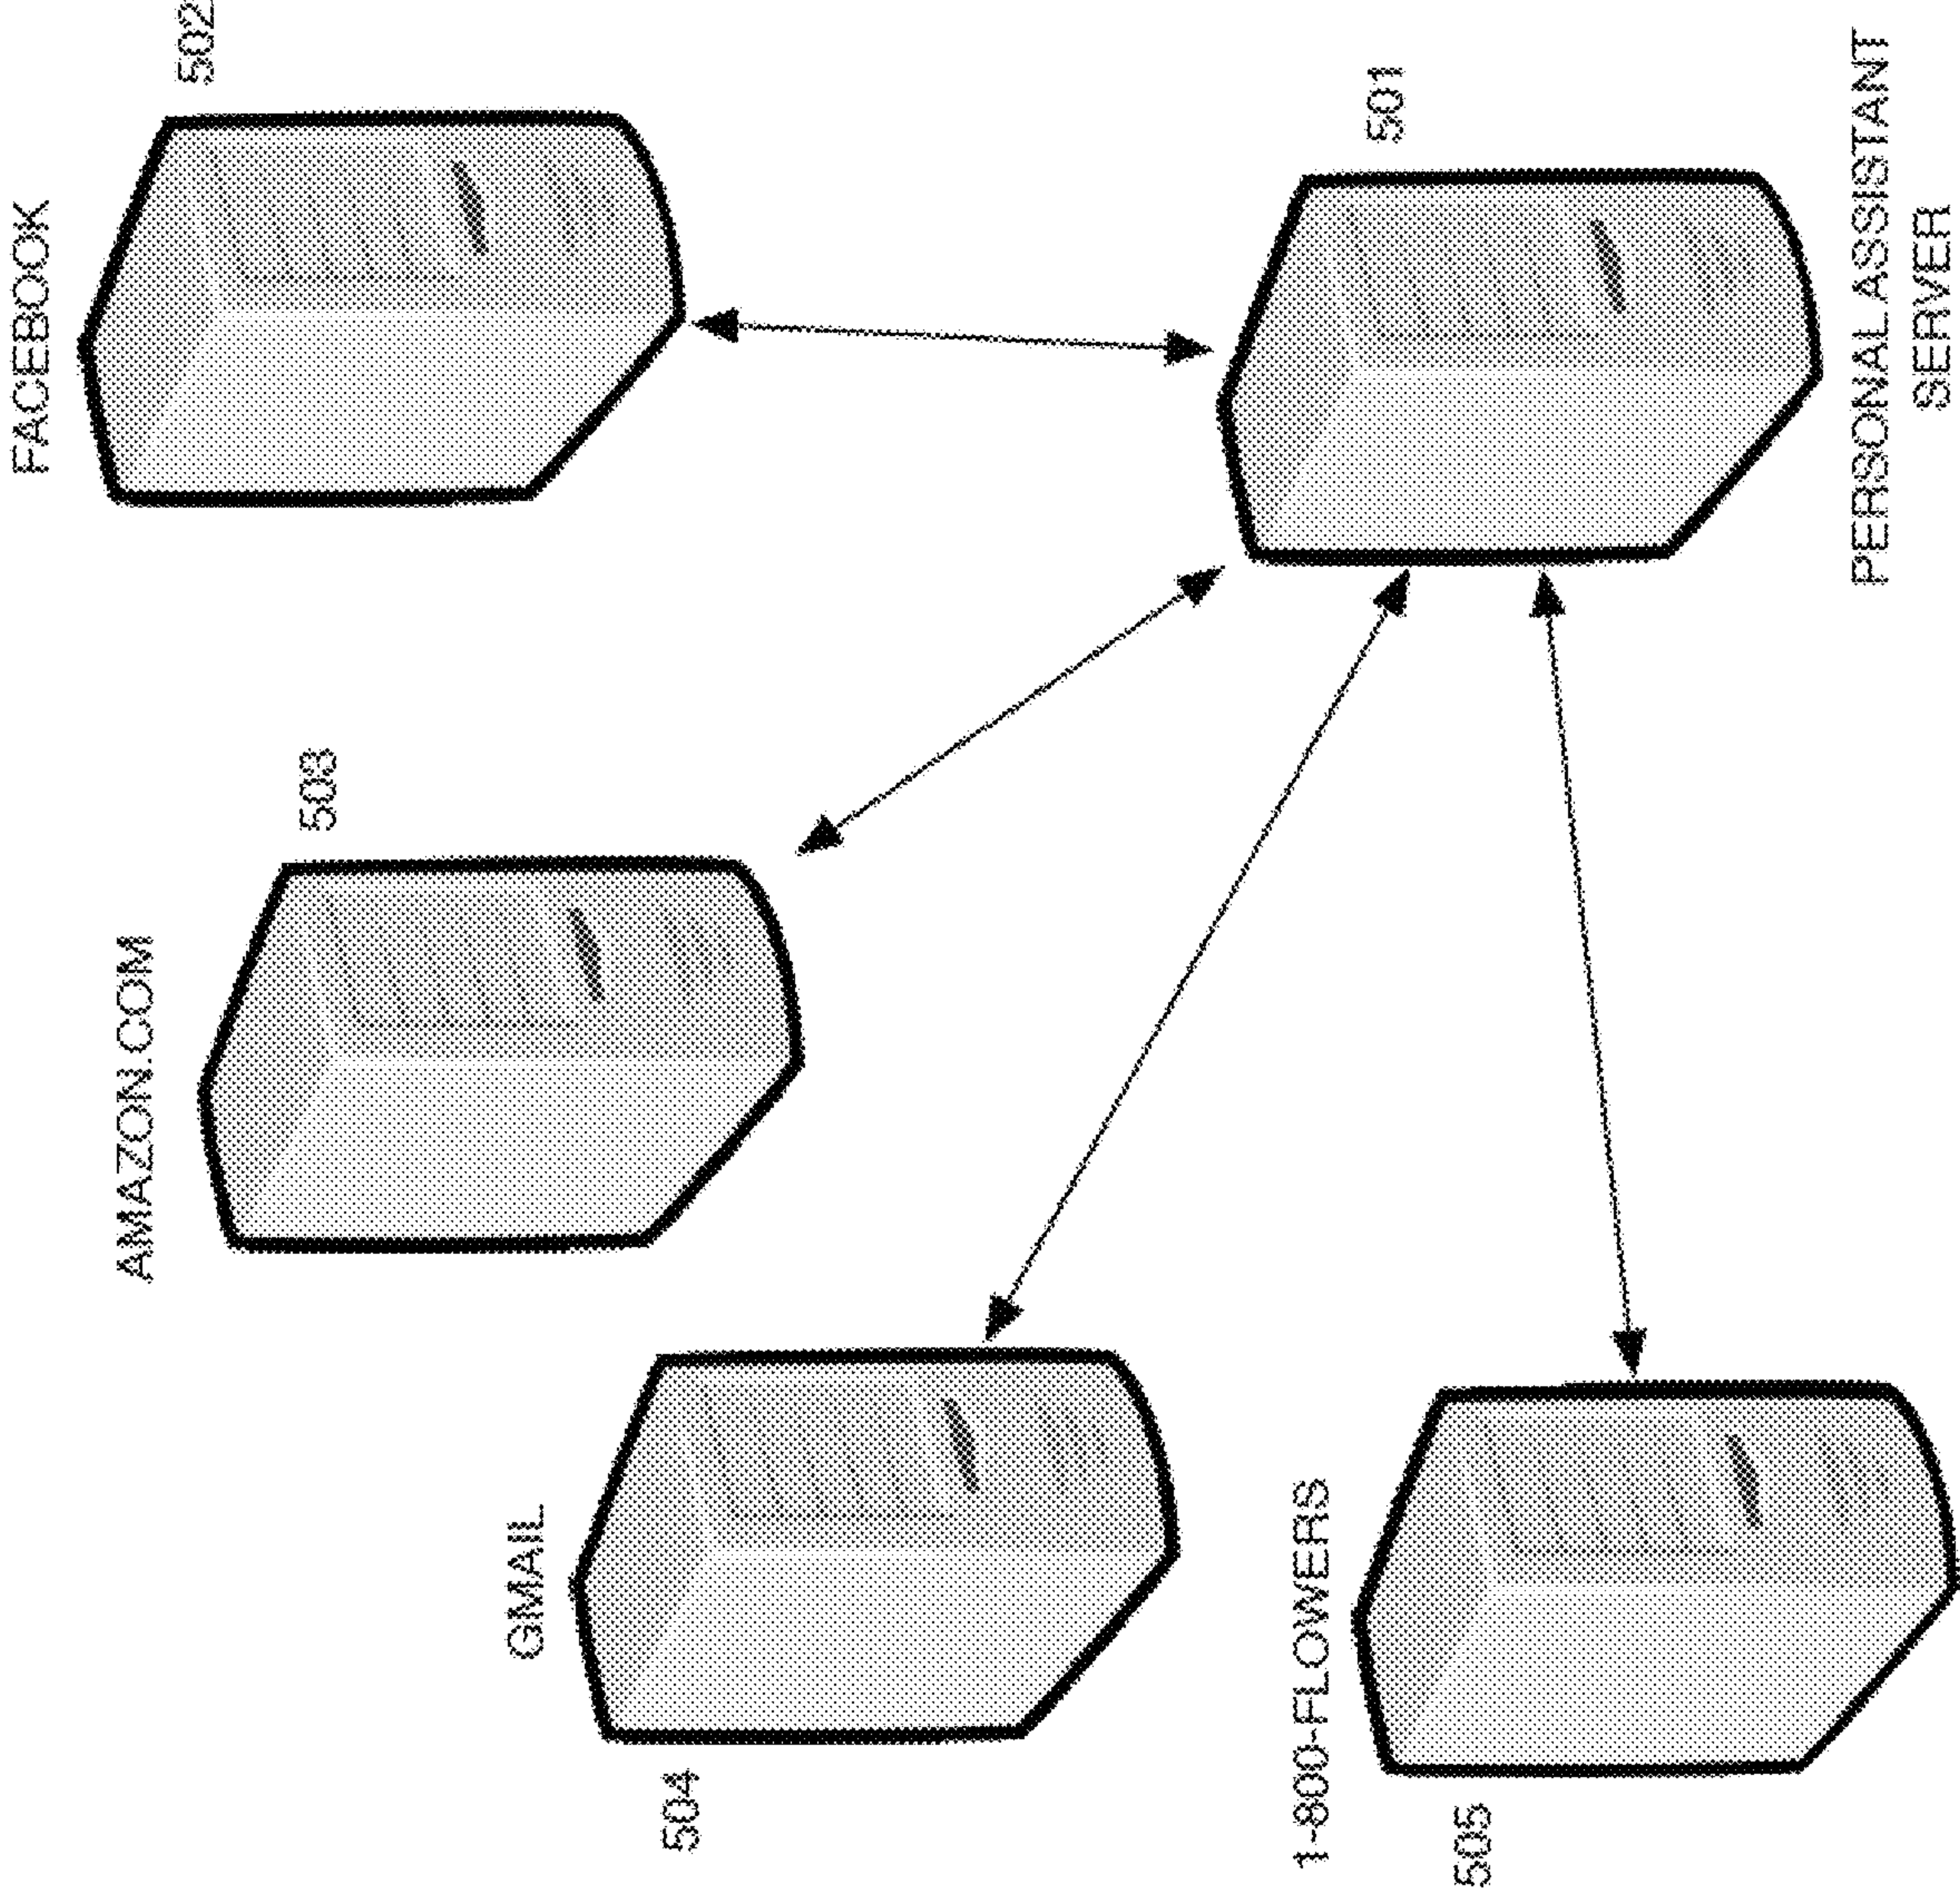 FACEBOOK
AMAZON.COM
502
503
GMAIL
504
1-800-FLOWERS
501
505
PERSONAL ASSISTANT
SERVER